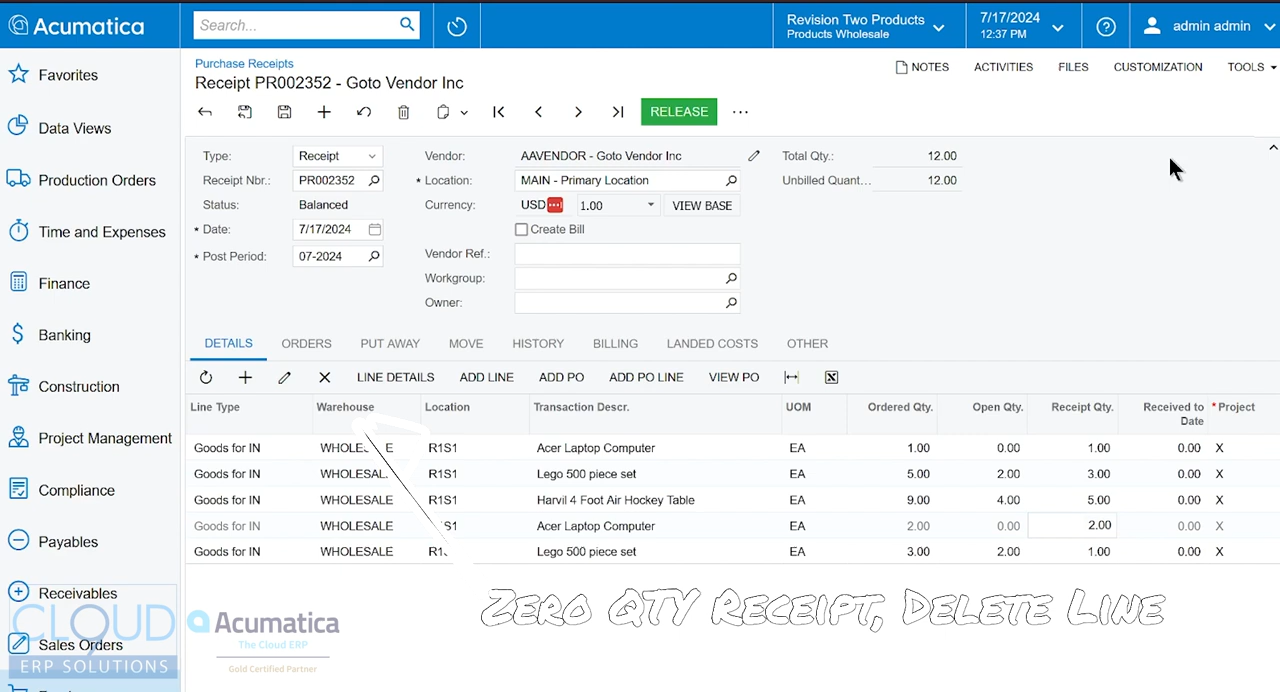 Acumatica
Search...
Revision Two Products
Products Wholesale
7/17/2024
12:37 PM
admin admin
Favorites
Data Views
Production Orders
Time and Expenses
Finance
Banking
Construction
Project Management
Compliance
Payables
Receivables
Sales Orders
CLOUD
ERP SOLUTIONS
Purchase Receipts
Receipt PR002352 - Goto Vendor Inc
NOTES ACTIVITIES FILES CUSTOMIZATION TOOLS
RELEASE
Type: Receipt Vendor: AAVENDOR - Goto Vendor Inc Total Qty.: 12.00
Receipt Nbr.: PR002352 * Location: MAIN - Primary Location Unbilled Quant... 12.00
Status: Balanced Currency: USD 1.00 VIEW BASE
* Date: 7/17/2024 Create Bill
* Post Period: 07-2024 Vendor Ref.:
Workgroup:
Owner:
DETAILS ORDERS PUT AWAY MOVE HISTORY BILLING LANDED COSTS OTHER
LINE DETAILS ADD LINE ADD PO ADD PO LINE VIEW PO
Line Type Warehouse Location Transaction Descr. UOM Ordered Qty. Open Qty. Receipt Qty. Received to Date * Project
Goods for IN WHOLES E R1S1 Acer Laptop Computer EA 1.00 0.00 1.00 0.00 X
Goods for IN WHOLESAL R1S1 Lego 500 piece set EA 5.00 2.00 3.00 0.00 X
Goods for IN WHOLESALE R1S1 Harvil 4 Foot Air Hockey Table EA 9.00 4.00 5.00 0.00 X
Goods for IN WHOLESALE S1 Acer Laptop Computer EA 2.00 0.00 2.00 0.00 X
Goods for IN WHOLESALE R1 Lego 500 piece set EA 3.00 2.00 1.00 0.00 X
Zero QTY Receipt, Delete Line
Acumatica
The Cloud ERP
Gold Certified Partner